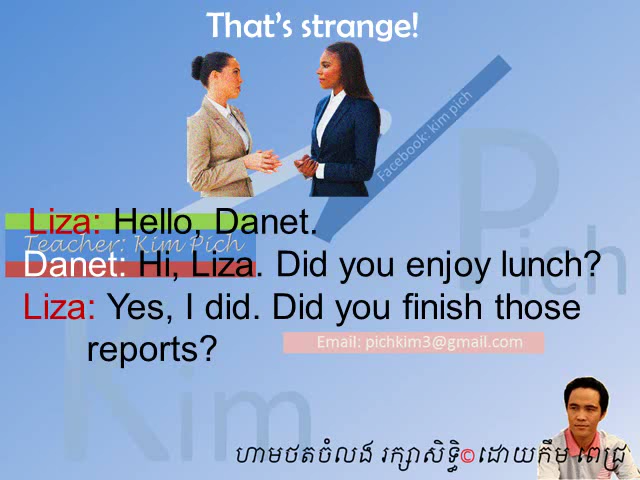 That's strange!
Facebook: kim pich
Pich
Liza: Hello, Danet.
Teacher: Kim Pich
Danet: Hi, Liza. Did you enjoy lunch?
Liza: Yes, I did. Did you finish those
reports?
Email: pichkim3@gmail.com
Kim
ហាមថតចំលង រក្សាសិទ្ធិ©ដោយកឹម ពេជ្រ